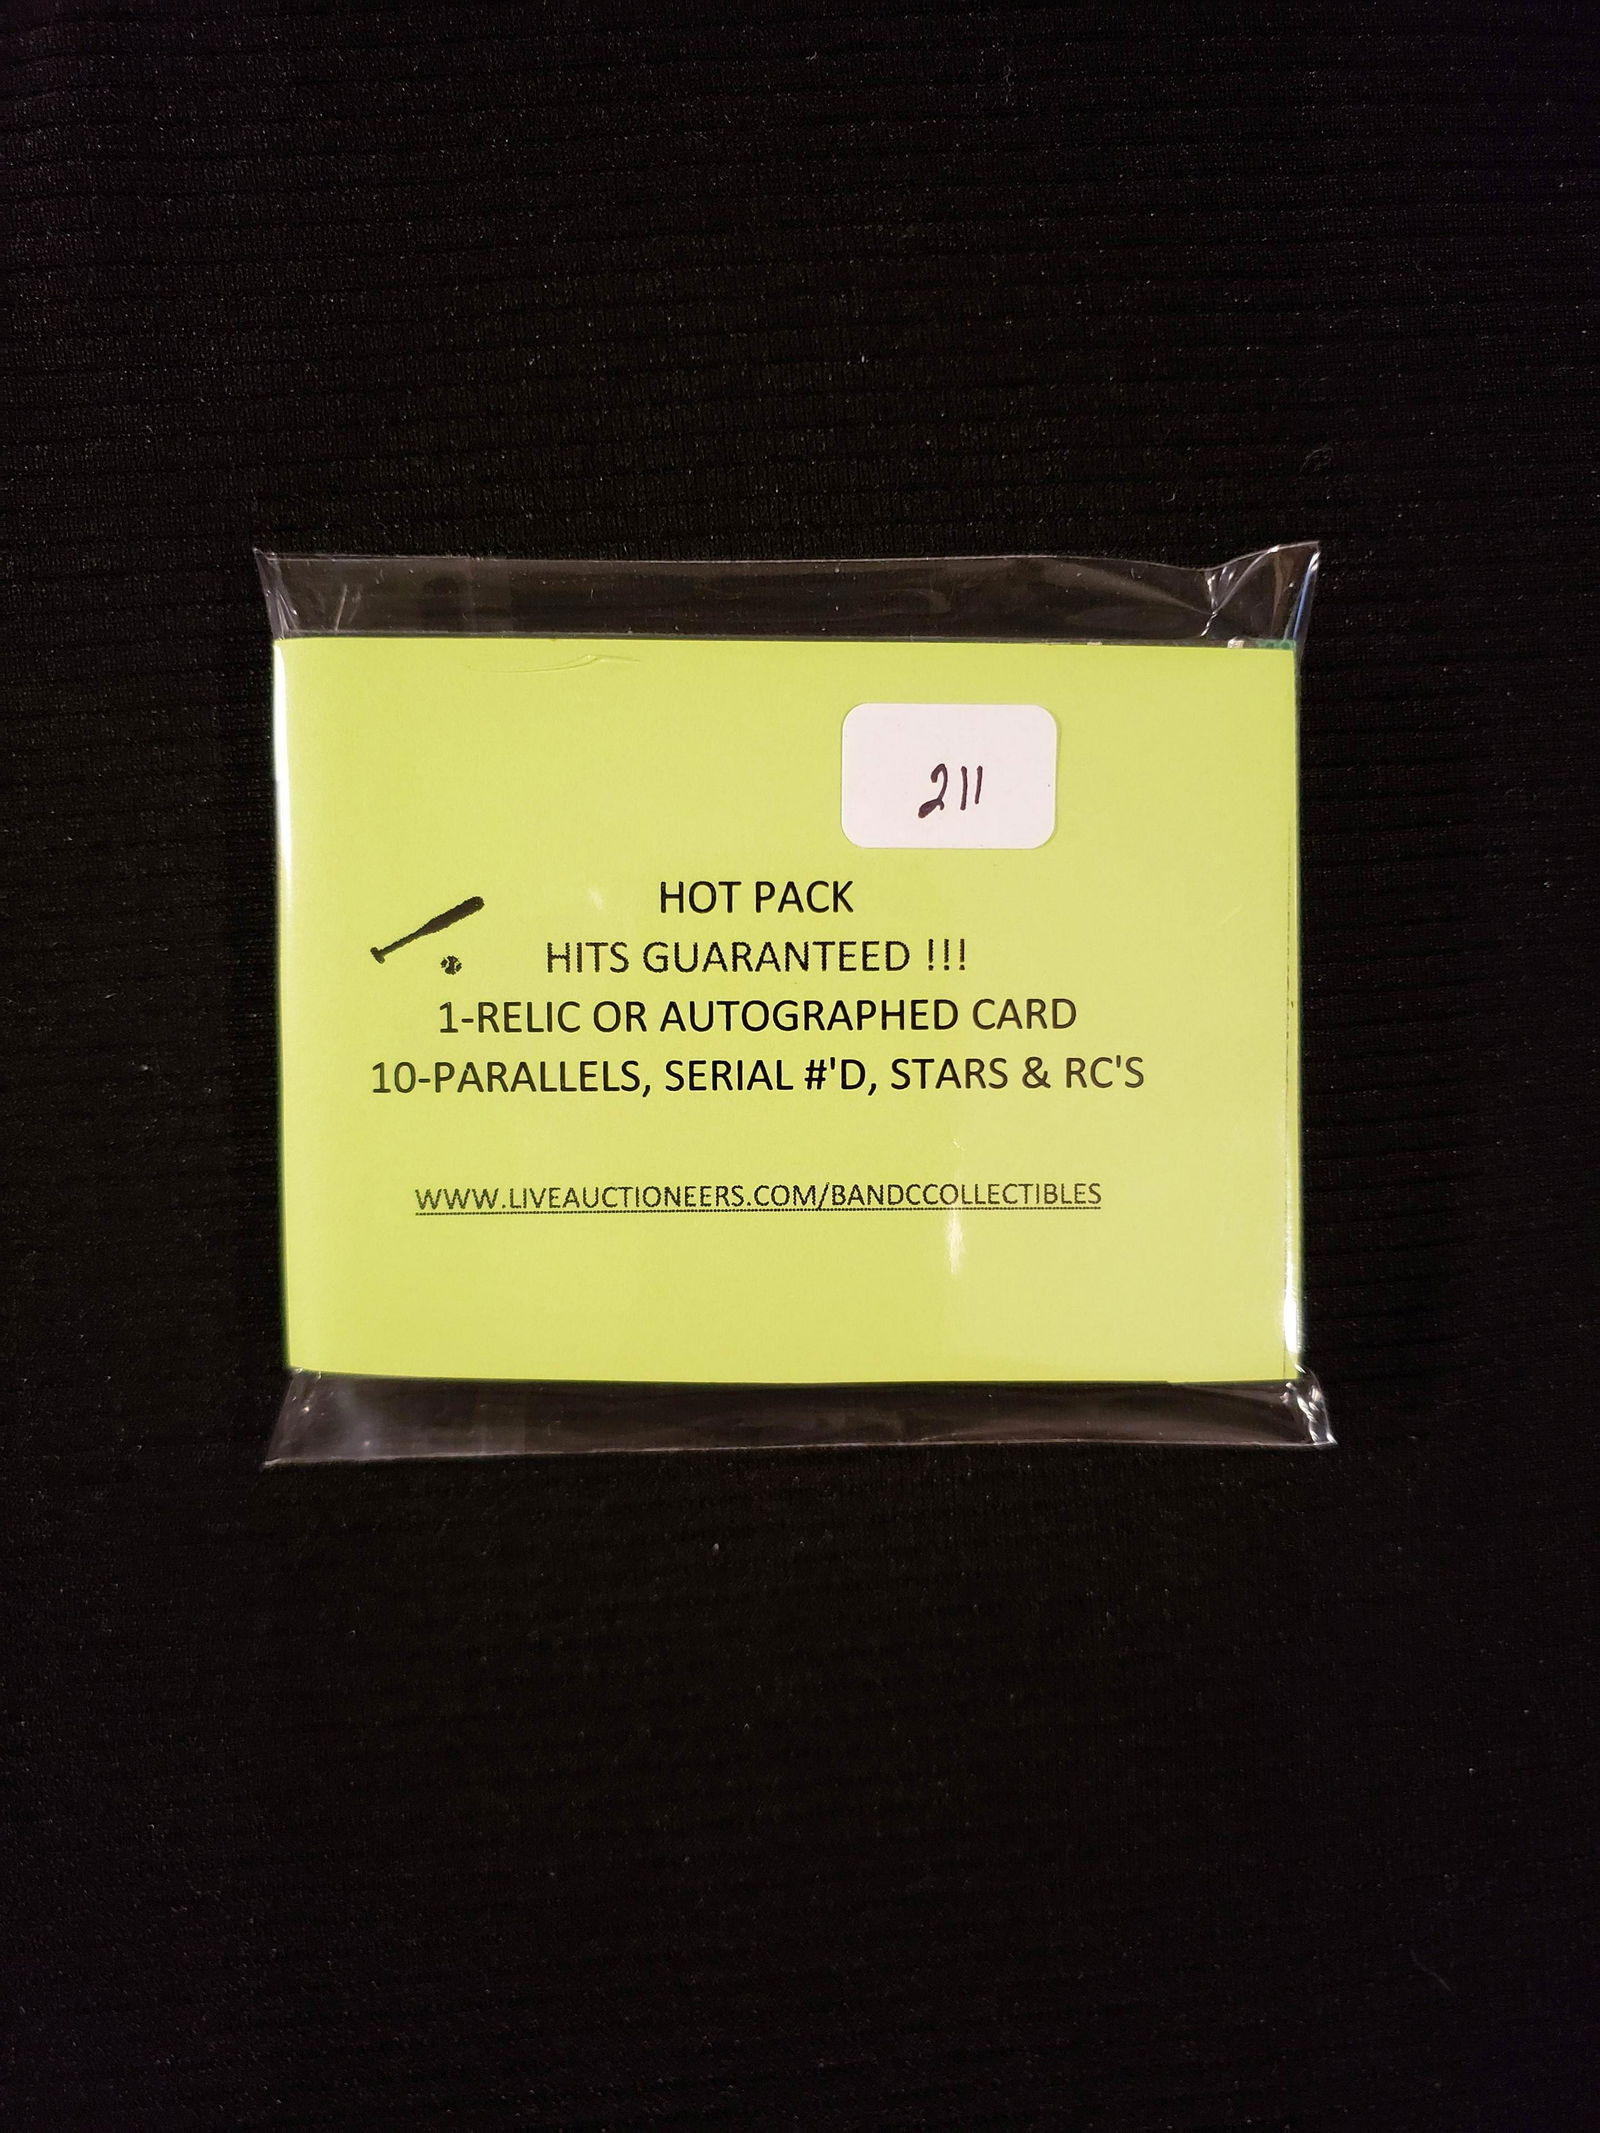 211
HOT PACK
HITS GUARANTEED !!!
1-RELIC OR AUTOGRAPHED CARD
10-PARALLELS, SERIAL #'D, STARS & RC'S
WWW.LIVEAUCTIONEERS.COM/BANDCCOLLECTIBLES